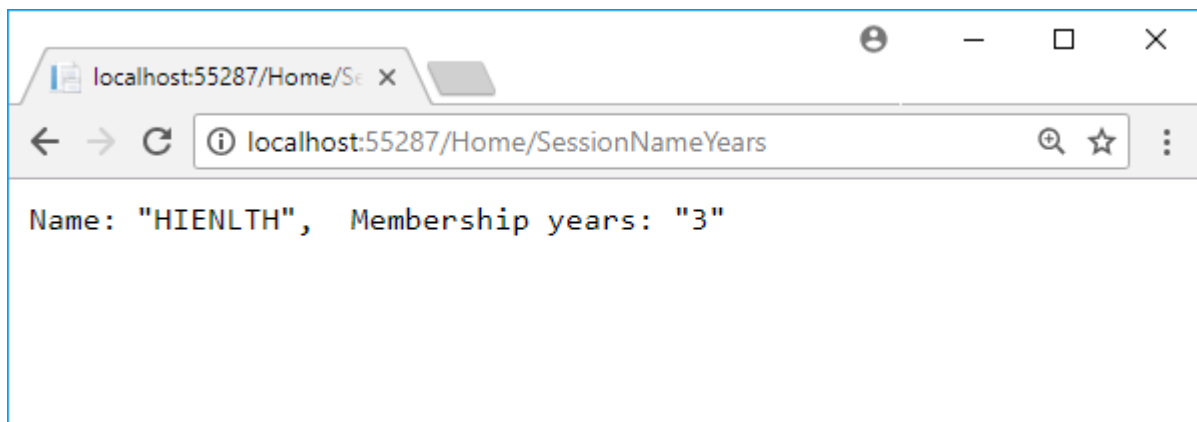 localhost:55287/Home/Se
localhost:55287/Home/SessionNameYears
Name: "HIENLTH",  Membership years: "3"